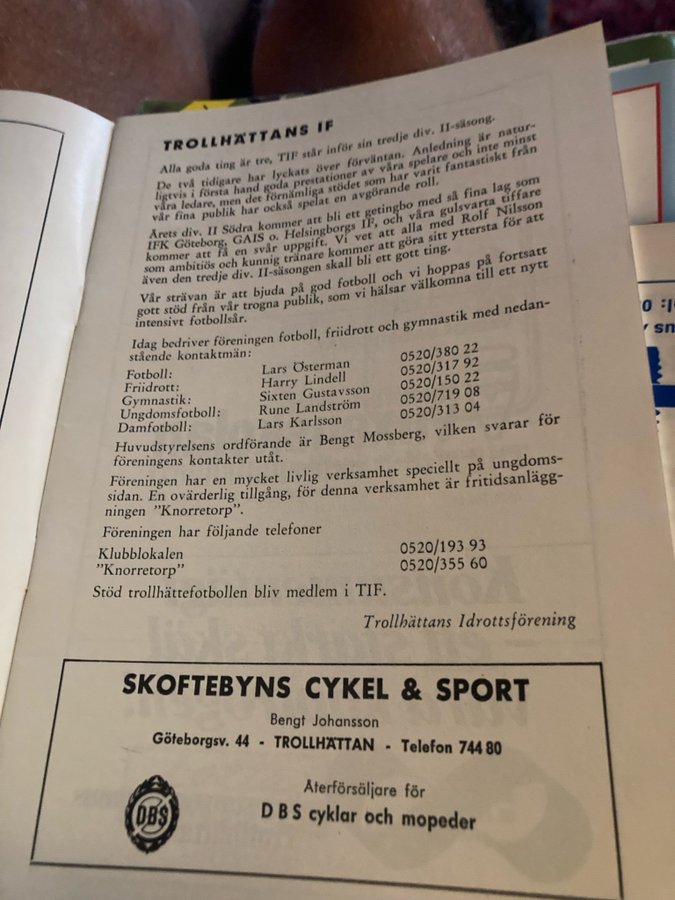 TROLLHÄTTANS IF
Alla goda ting är tre, TIF står inför sin tredje div. II-säsong.
De två tidigare har lyckats över förväntan. Anledning är natur-
ligtvis i första hand goda prestationer av våra spelare och inte minst
våra ledare, men det förnämliga stödet som har varit fantastiskt från
vår fina publik har också spelat en avgörande roll.
Årets div. II Södra kommer att bli ett getingbo med så fina lag som
IFK Göteborg, GAIS o. Helsingborgs IF, och våra gulsvarta tiffare
kommer att få en svår uppgift. Vi vet att alla med Rolf Nilsson
som ambitiös och kunnig tränare kommer att göra sitt yttersta för att
även den tredje div. II-säsongen skall bli ett gott ting.
Vår strävan är att bjuda på god fotboll och vi hoppas på fortsatt
gott stöd från vår trogna publik, som vi hälsar välkomna till ett nytt
intensivt fotbollsår.
Idag bedriver föreningen fotboll, friidrott och gymnastik med nedan-
stående kontaktmän:
Fotboll: Lars Österman 0520/380 22
Friidrott: Harry Lindell 0520/317 92
Gymnastik: Sixten Gustavsson 0520/150 22
Ungdomsfotboll: Rune Landström 0520/719 08
Damfotboll: Lars Karlsson 0520/313 04
Huvudstyrelsens ordförande är Bengt Mossberg, vilken svarar för
föreningens kontakter utåt.
Föreningen har en mycket livlig verksamhet speciellt på ungdoms-
sidan. En ovärderlig tillgång, för denna verksamhet är fritidsanlägg-
ningen "Knorretorp".
Föreningen har följande telefoner
Klubblokalen 0520/193 93
"Knorretorp" 0520/355 60
Stöd trollhättefotbollen bliv medlem i TIF.
Trollhättans Idrottsförening
SKOFTEBYNS CYKEL & SPORT
Bengt Johansson
Göteborgsv. 44 - TROLLHÄTTAN - Telefon 744 80
DBS
Återförsäljare för
DBS cyklar och mopeder